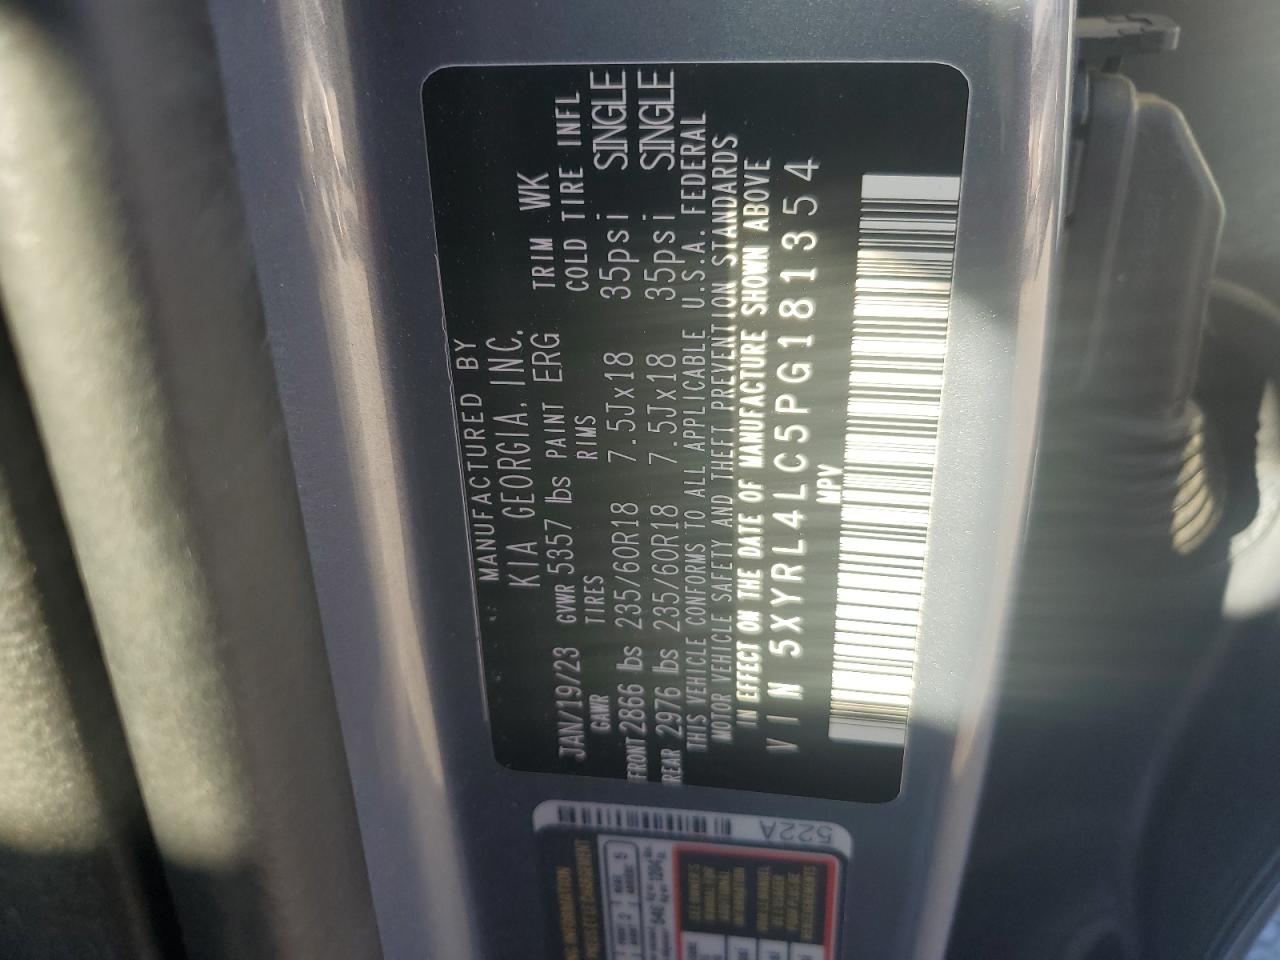 MANUFACTURED BY
KIA GEORGIA, INC.
JAN/19/23 GVWR 5357 lbs PAINT ERG TRIM WK
GAWR TIRES RIMS COLD TIRE INFL
FRONT 2866 lbs 235/60R18 7.5Jx18 35psi SINGLE
REAR 2976 lbs 235/60R18 7.5Jx18 35psi SINGLE
THIS VEHICLE CONFORMS TO ALL APPLICABLE U.S.A. FEDERAL
MOTOR VEHICLE SAFETY AND THEFT PREVENTION STANDARDS
IN EFFECT ON THE DATE OF MANUFACTURE SHOWN ABOVE
VIN 5XYRL4LC5PG181354
MPV
522A